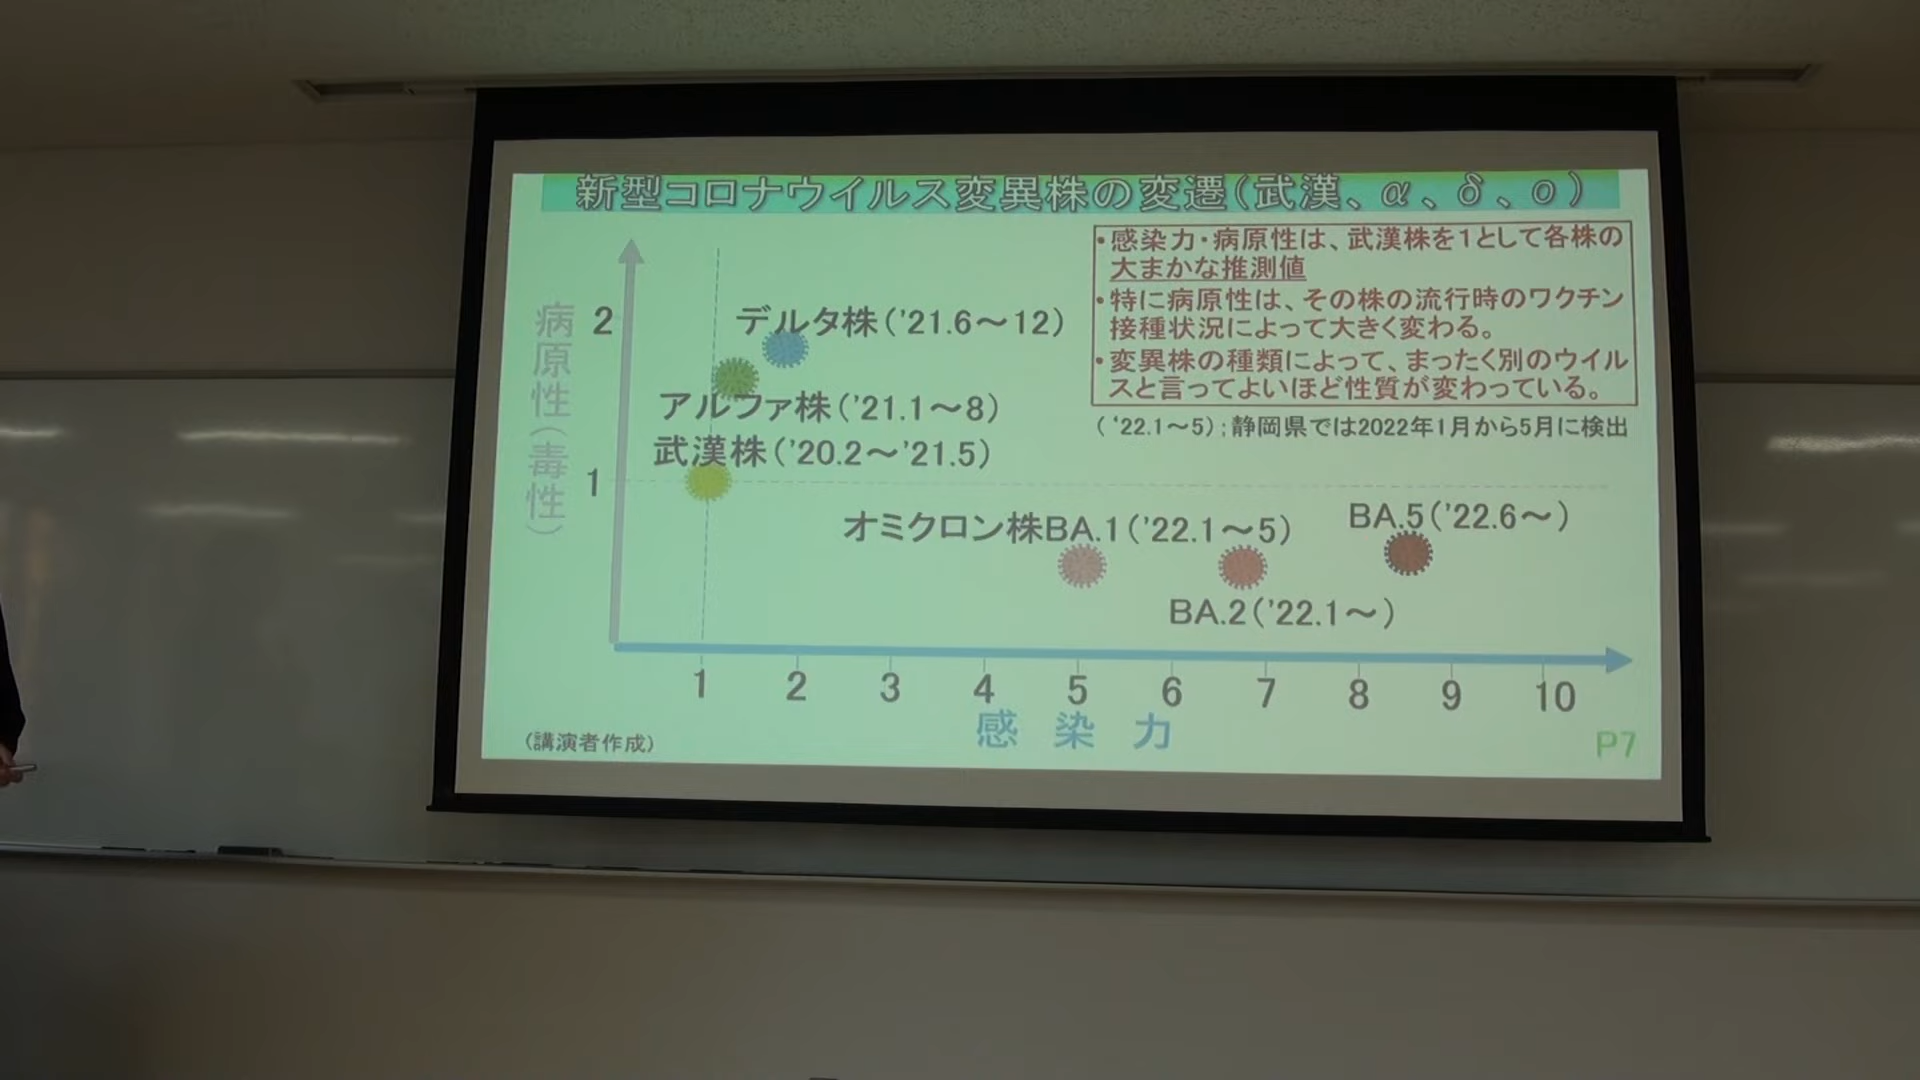 新型コロナウイルス変異株の変遷(武漢、α、δ、ο)
・感染力・病原性は、武漢株を1として各株の
大まかな推測値
・特に病原性は、その株の流行時のワクチン
接種状況によって大きく変わる。
・変異株の種類によって、まったく別のウイル
スと言ってよいほど性質が変わっている。
(‘22.1～5);静岡県では2022年1月から5月に検出
病原性(毒性)
2
1
デルタ株('21.6～12)
アルファ株('21.1～8)
武漢株('20.2～'21.5)
オミクロン株BA.1('22.1～5)
BA.5('22.6～)
BA.2('22.1～)
1 2 3 4 5 6 7 8 9 10
感 染 力
(講演者作成)
P7